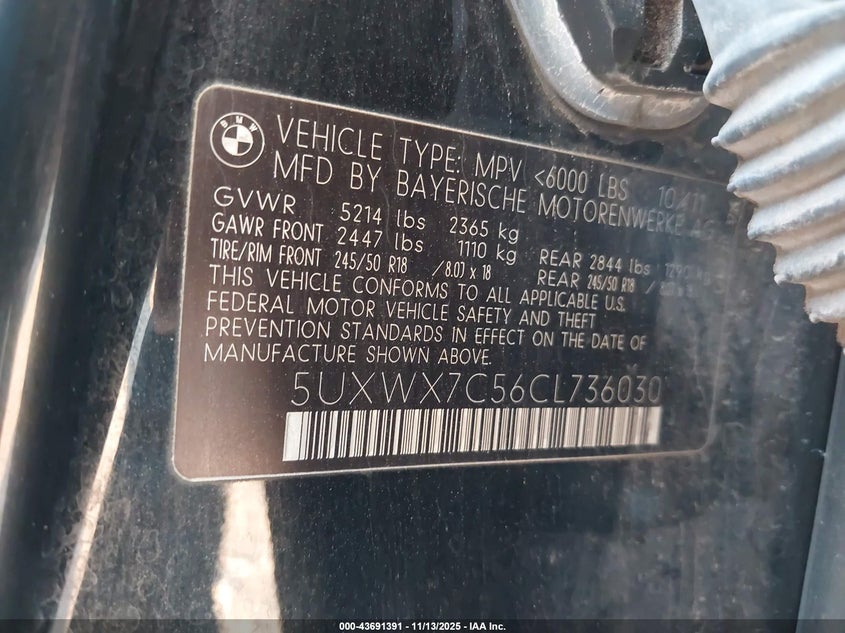 BMW
VEHICLE TYPE: MPV <6000 LBS 10/11
MFD BY BAYERISCHE MOTORENWERKE AG
GVWR 5214 lbs 2365 kg
GAWR FRONT 2447 lbs 1110 kg REAR 2844 lbs
TIRE/RIM FRONT 245/50 R18 /8.0J x 18 REAR 245/50 R18
THIS VEHICLE CONFORMS TO ALL APPLICABLE U.S.
FEDERAL MOTOR VEHICLE SAFETY AND THEFT
PREVENTION STANDARDS IN EFFECT ON THE DATE OF
MANUFACTURE SHOWN ABOVE.
5UXWX7C56CL736030
000-43691391 - 11/13/2025 - IAA Inc.